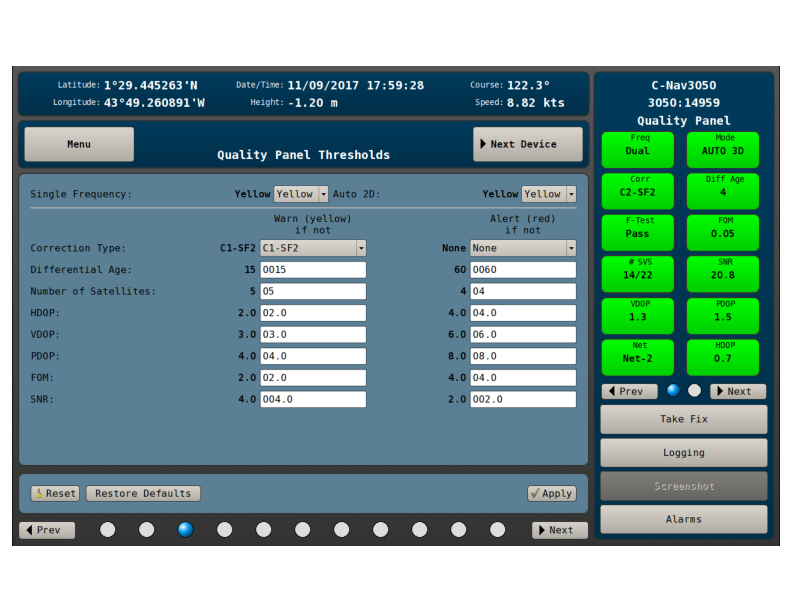 Latitude: 1°29.445263'N Date/Time: 11/09/2017 17:59:28 Course: 122.3°
Longitude: 43°49.260891'W Height: -1.20 m Speed: 8.82 kts
Menu
Quality Panel Thresholds
Next Device
Single Frequency: Yellow Yellow Auto 2D: Yellow Yellow
Warn (yellow) Alert (red)
if not if not
Correction Type: C1-SF2 C1-SF2 None None
Differential Age: 15 0015 60 0060
Number of Satellites: 5 05 4 04
HDOP: 2.0 02.0 4.0 04.0
VDOP: 3.0 03.0 6.0 06.0
PDOP: 4.0 04.0 8.0 08.0
FOM: 2.0 02.0 4.0 04.0
SNR: 4.0 004.0 2.0 002.0
Reset Restore Defaults Apply
Prev Next
C-Nav3050
3050:14959
Quality Panel
Freq Mode
Dual AUTO 3D
Corr Diff Age
C2-SF2 4
F-Test FOM
Pass 0.05
# SVS SNR
14/22 20.8
VDOP PDOP
1.3 1.5
Net HDOP
Net-2 0.7
Prev Next
Take Fix
Logging
Screenshot
Alarms